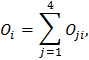 $O_i = \sum_{j=1}^{4} O_{ji},$